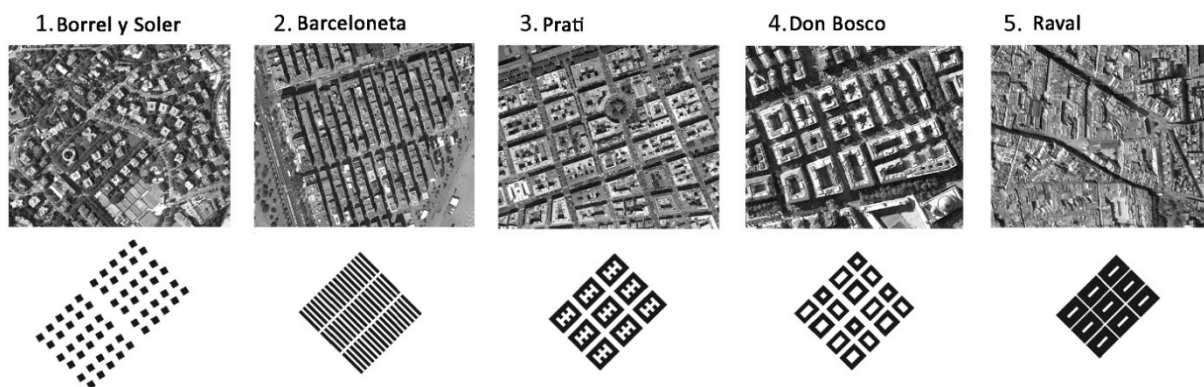 1. Borrel y Soler
2. Barceloneta
3. Prati
4. Don Bosco
5. Raval